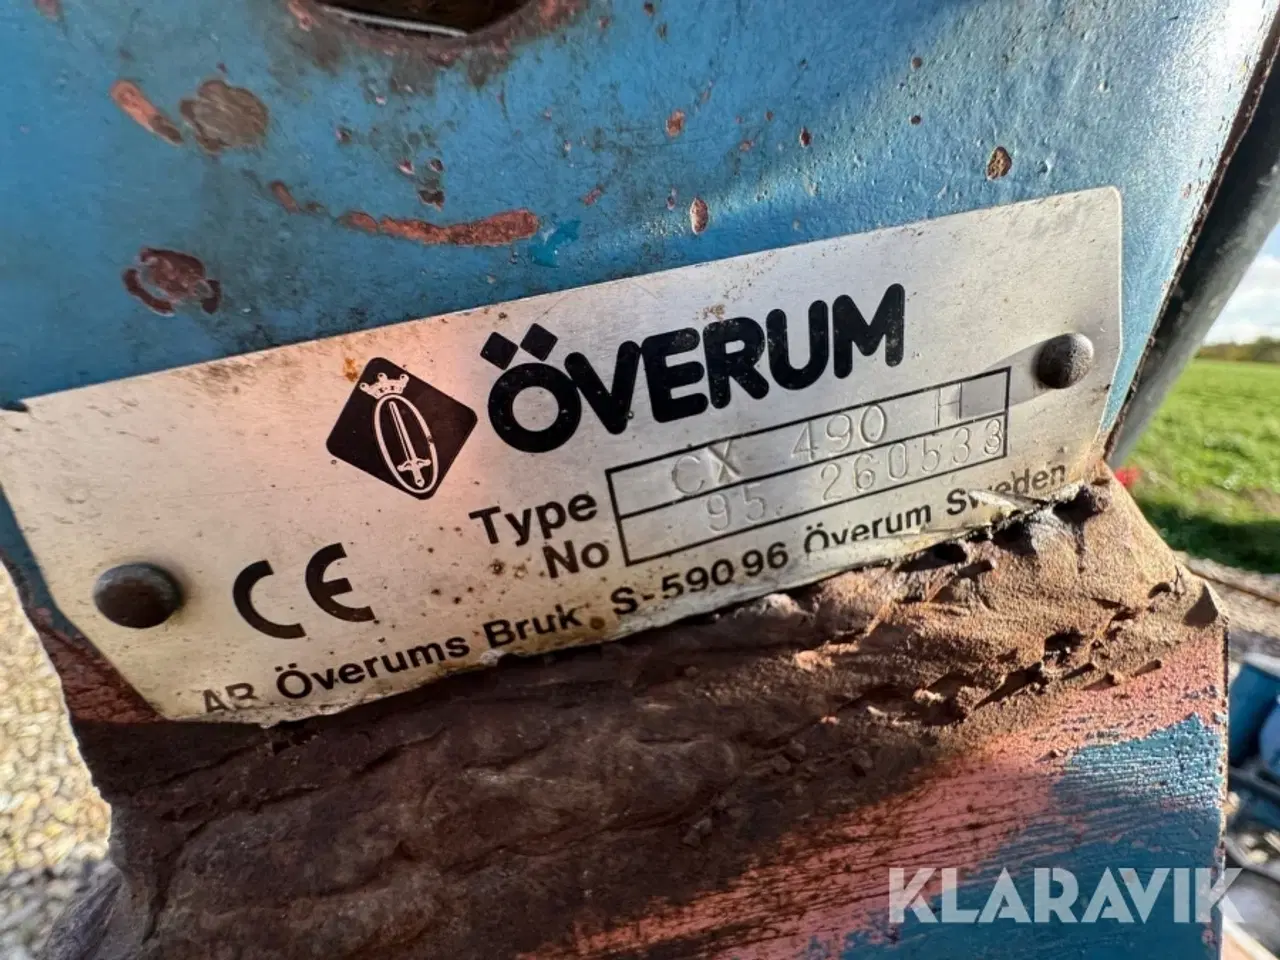 ÖVERUM
Type CX 490 H
No 95 260533
CE
AB Överums Bruk S-590 96 Överum Sweden
KLARAVIK